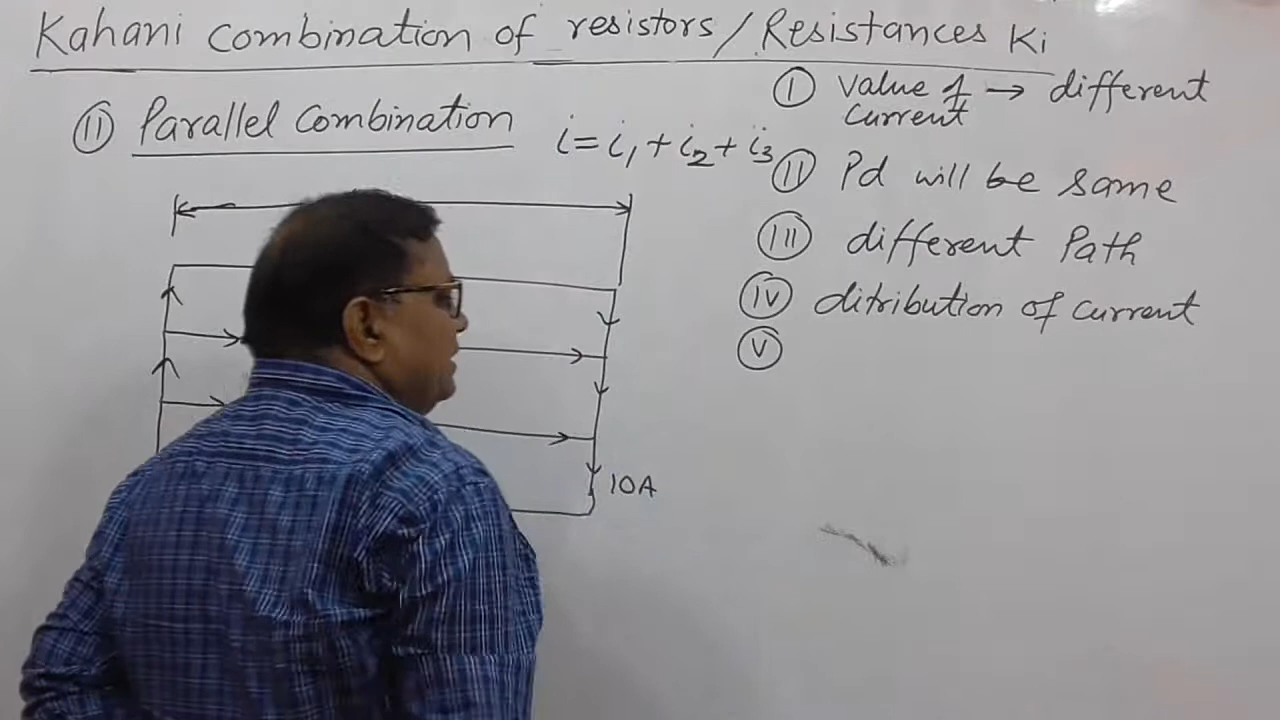 Kahani Combination of resistors / Resistances Ki
(II) Parallel Combination
i = i1 + i2 + i3
(I) Value of → different
Current
(II) Pd will be same
(III) different Path
(IV) ditribution of current
(V)
10A